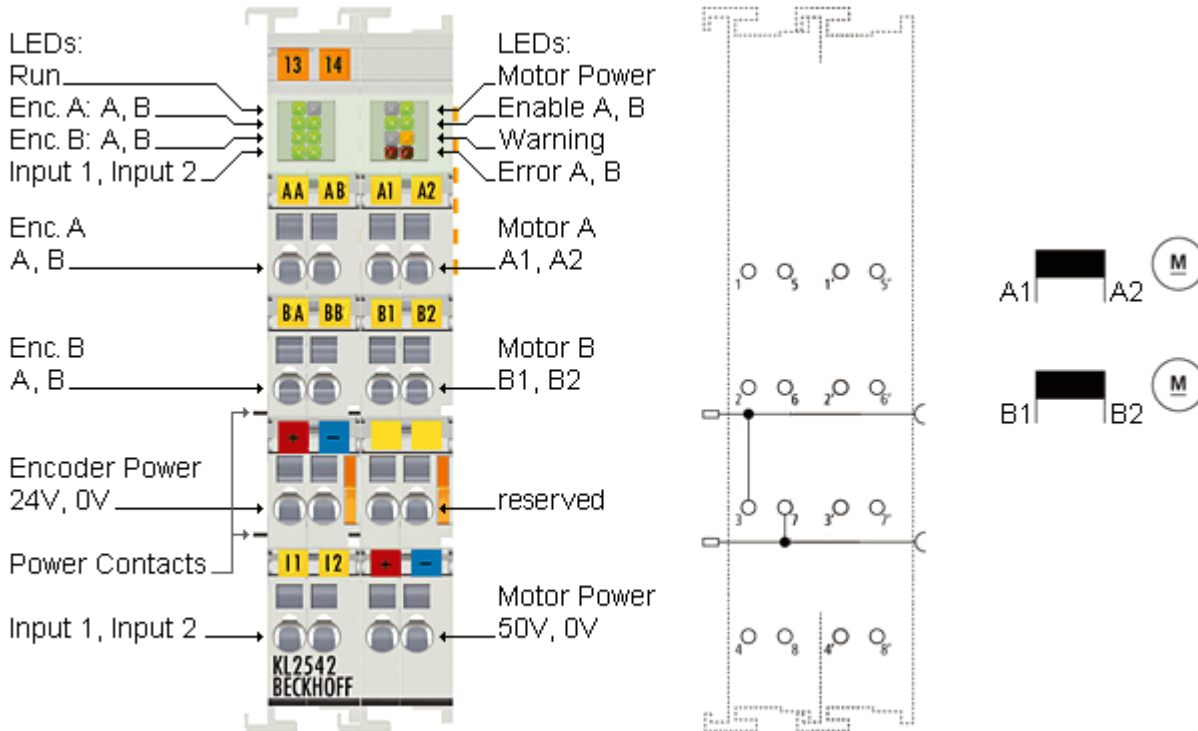 LEDs:
Run
Enc. A: A, B
Enc. B: A, B
Input 1, Input 2
Enc. A
A, B
Enc. B
A, B
Encoder Power
24V, 0V
Power Contacts
Input 1, Input 2
13 14
AA AB A1 A2
BA BB B1 B2
+ −
I1 I2 + −
KL2542
BECKHOFF
LEDs:
Motor Power
Enable A, B
Warning
Error A, B
Motor A
A1, A2
Motor B
B1, B2
reserved
Motor Power
50V, 0V
1 5 1' 5'
2 6 2' 6'
3 7 3' 7'
4 8 4' 8'
A1 A2 M
B1 B2 M